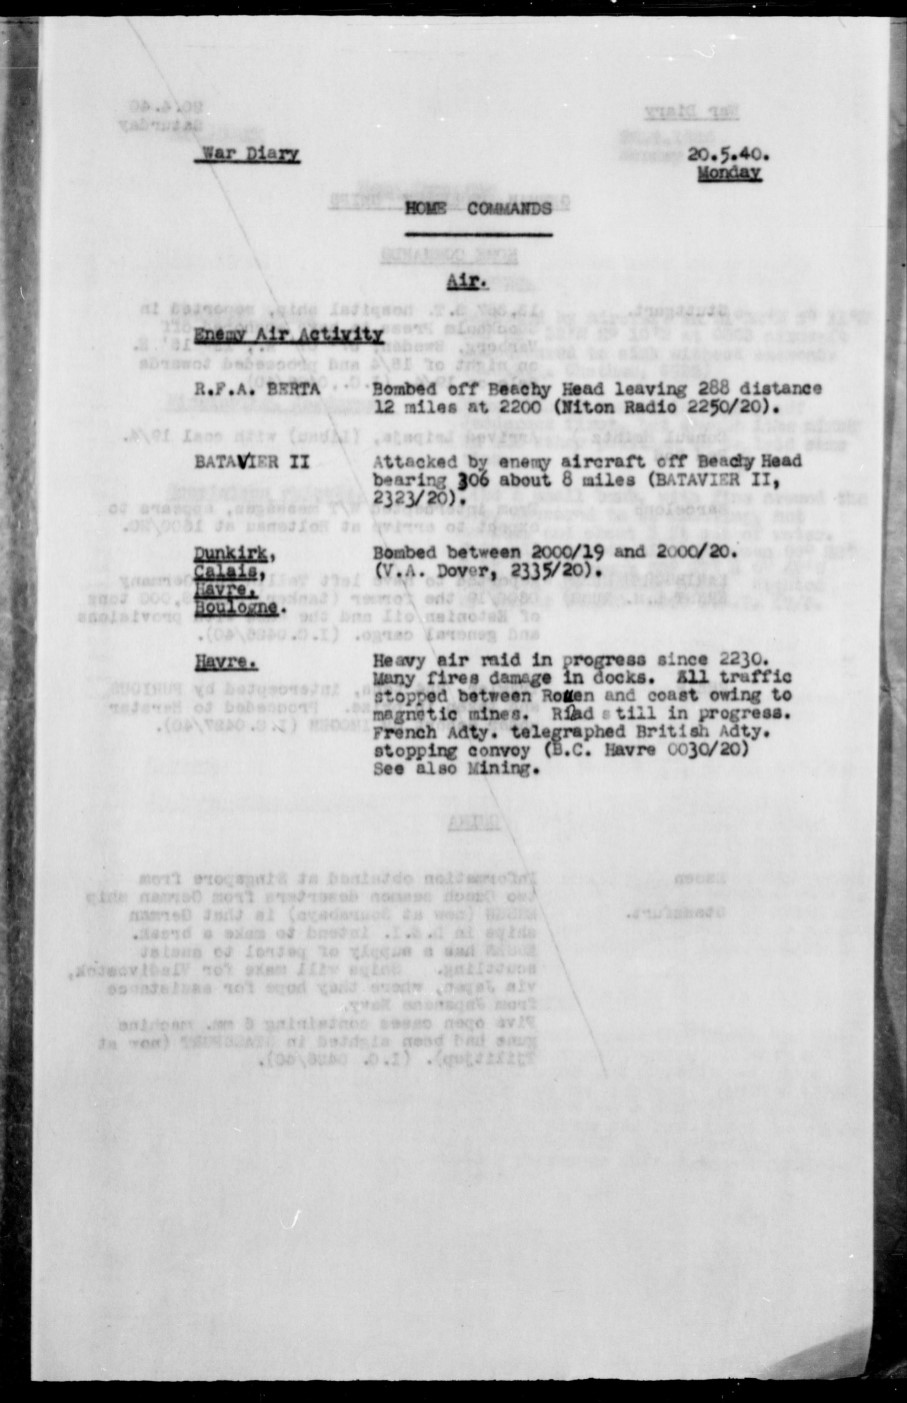 War Diary
20.5.40.
Monday
HOME COMMANDS
Air.
Enemy Air Activity
R.F.A. BERTA Bombed off Beachy Head leaving 288 distance
12 miles at 2200 (Niton Radio 2250/20).
BATAVIER II Attacked by enemy aircraft off Beachy Head
bearing 306 about 8 miles (BATAVIER II,
2323/20).
Dunkirk, Bombed between 2000/19 and 2000/20.
Calais, (V.A. Dover, 2335/20).
Havre.
Boulogne.
Havre. Heavy air raid in progress since 2230.
Many fires damage in docks. All traffic
stopped between Rouen and coast owing to
magnetic mines. Riad still in progress.
French Adty. telegraphed British Adty.
stopping convoy (B.C. Havre 0030/20)
See also Mining.